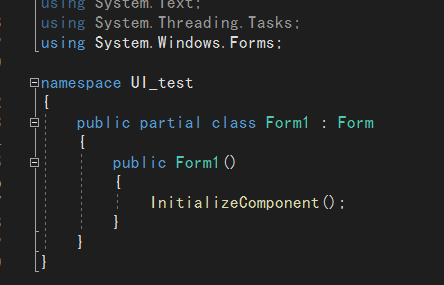 using System.Text;
using System.Threading.Tasks;
using System.Windows.Forms;
namespace UI_test
{
public partial class Form1 : Form
{
public Form1()
{
InitializeComponent();
}
}
}